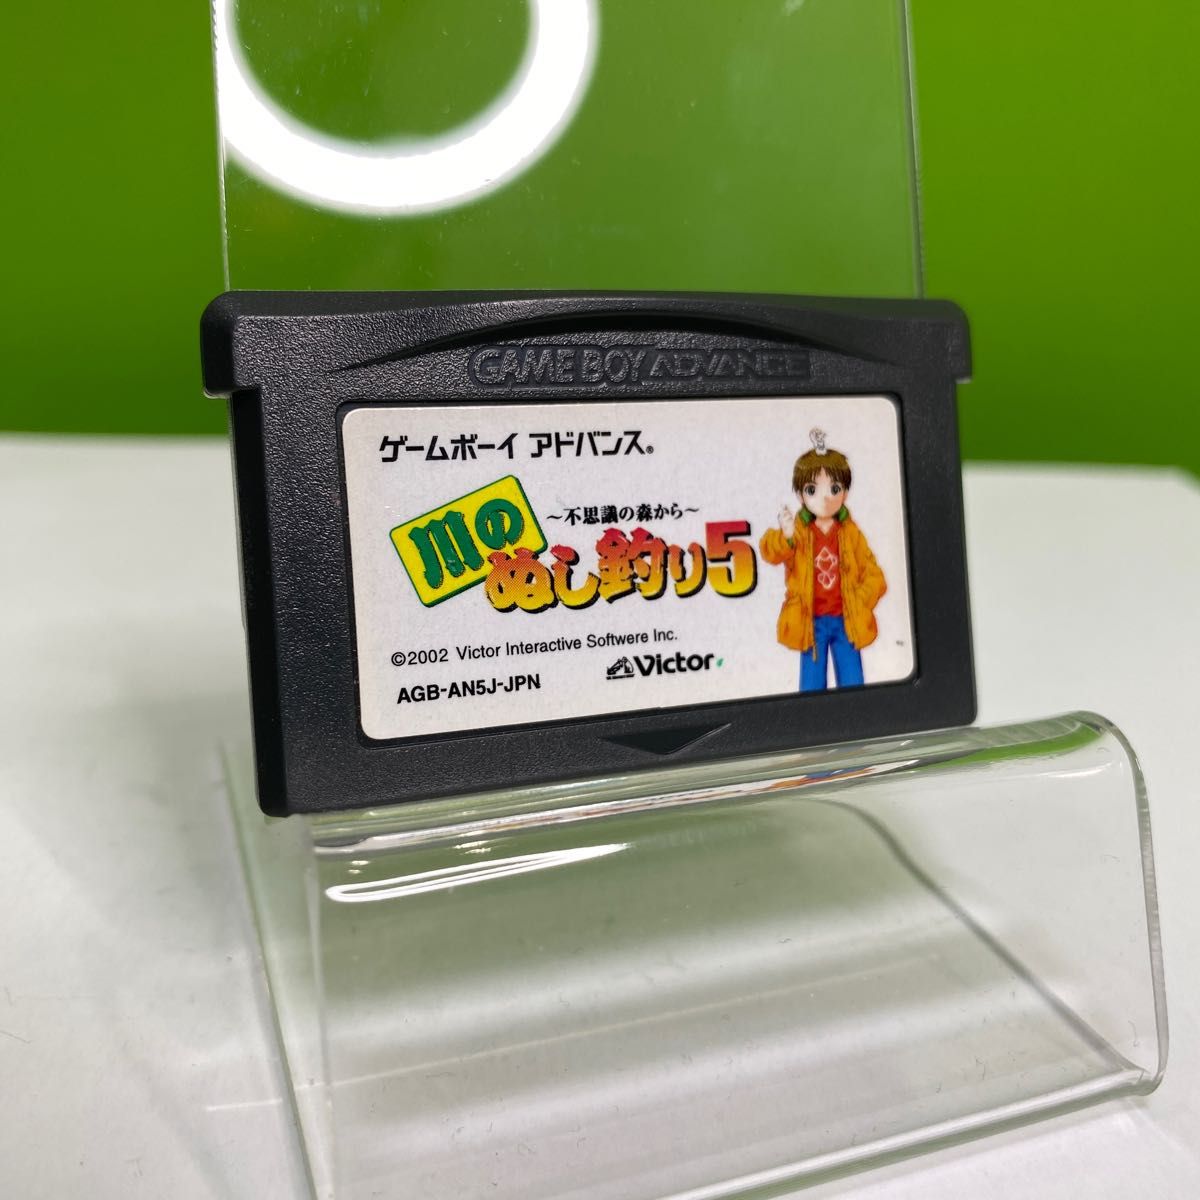 GAME BOY ADVANCE
ゲームボーイ アドバンス®
～不思議の森から～
川の
ぬし釣り5
©2002 Victor Interactive Softwere Inc.
Victor
AGB-AN5J-JPN